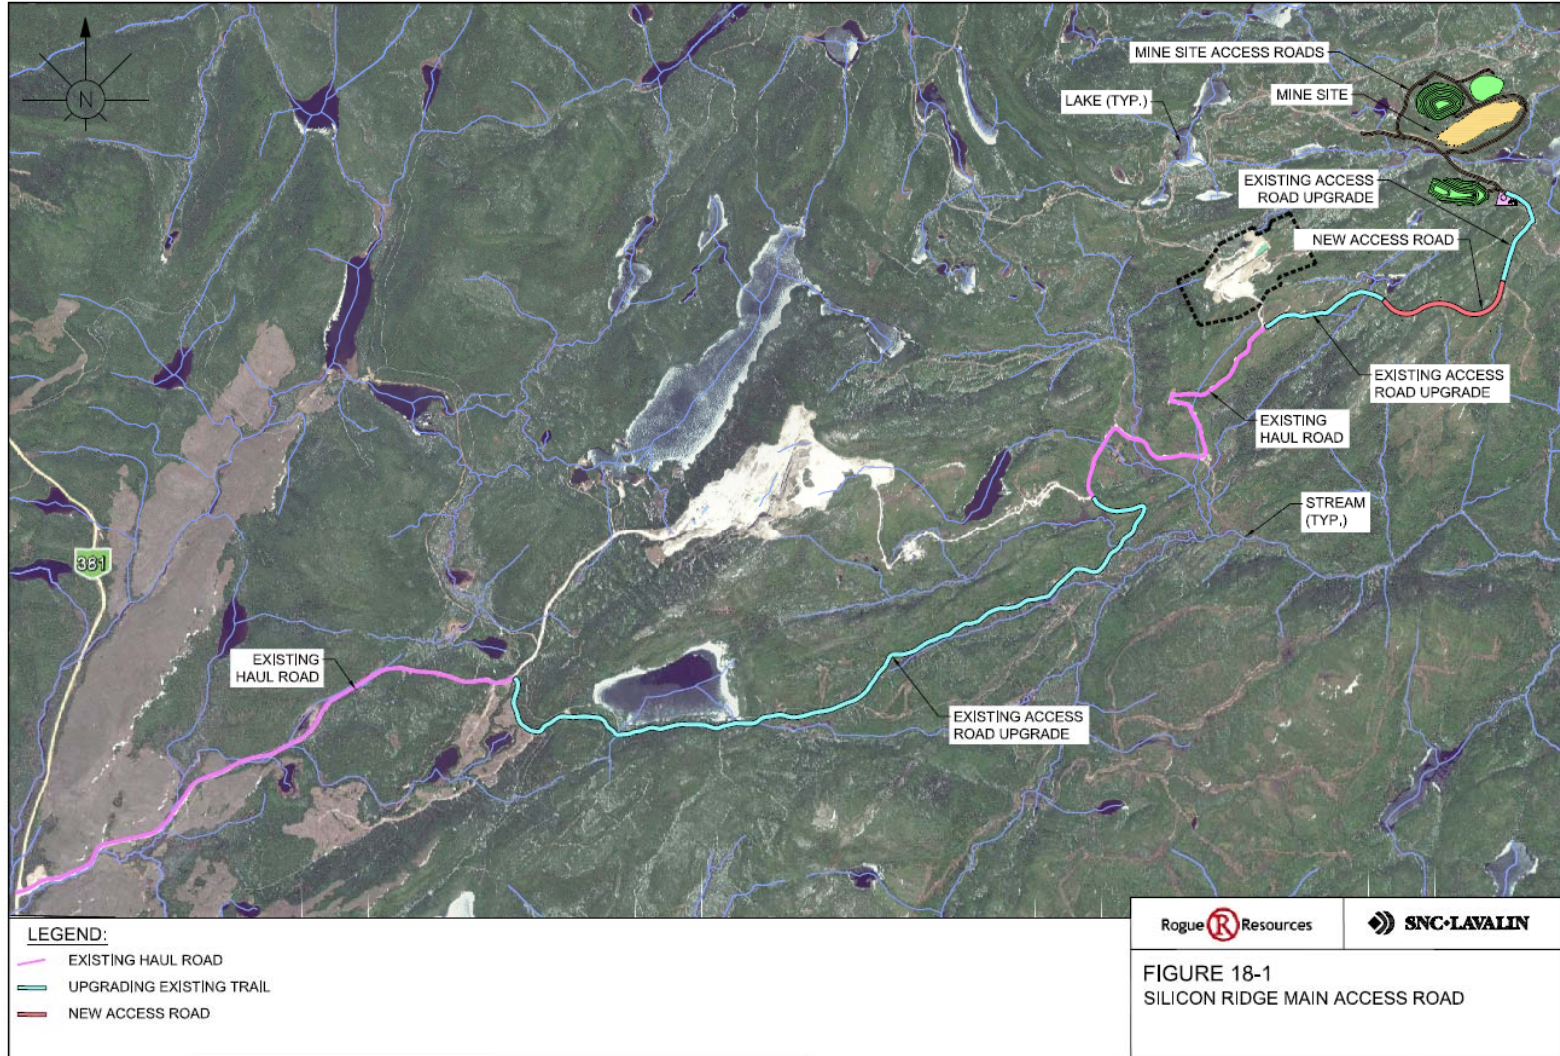 N
MINE SITE ACCESS ROADS
LAKE (TYP.)
MINE SITE
EXISTING ACCESS
ROAD UPGRADE
NEW ACCESS ROAD
EXISTING ACCESS
ROAD UPGRADE
EXISTING
HAUL ROAD
STREAM
(TYP.)
381
EXISTING
HAUL ROAD
EXISTING ACCESS
ROAD UPGRADE
LEGEND:
EXISTING HAUL ROAD
UPGRADING EXISTING TRAIL
NEW ACCESS ROAD
Rogue R Resources
SNC•LAVALIN
FIGURE 18-1
SILICON RIDGE MAIN ACCESS ROAD